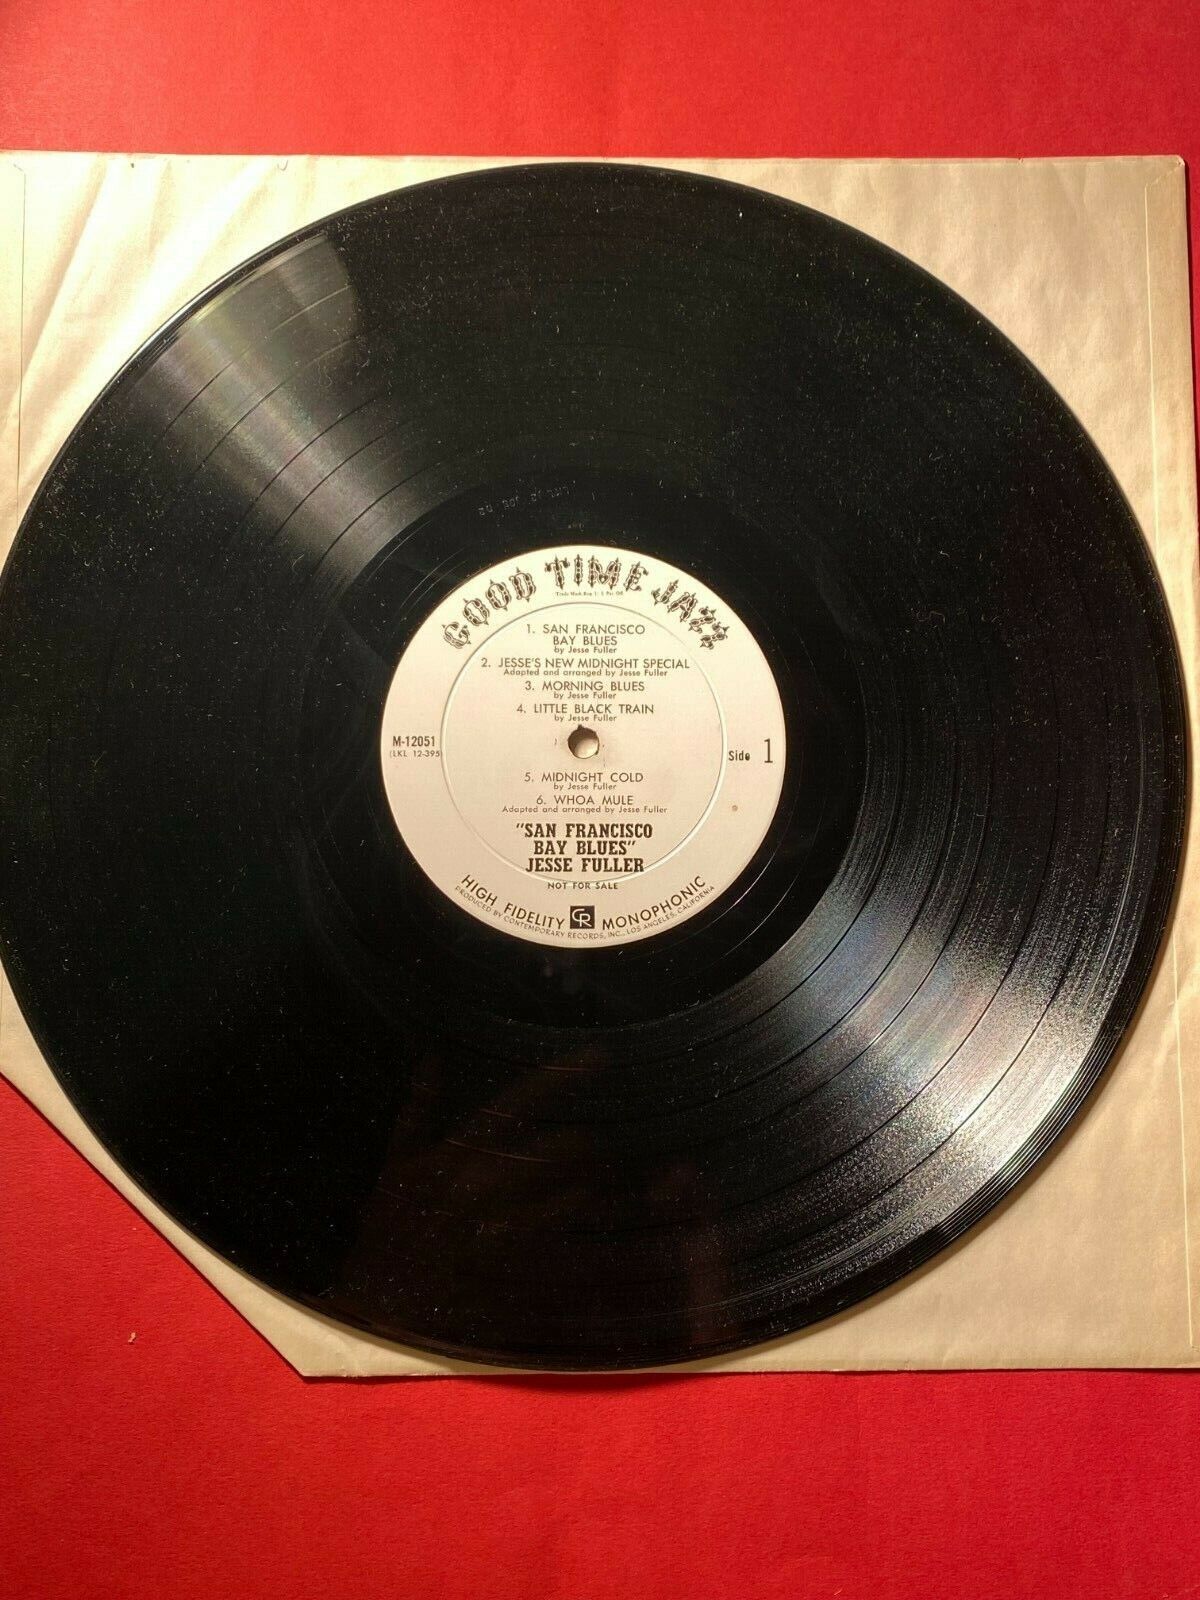 GOOD TIME JAZZ
1. SAN FRANCISCO
BAY BLUES
by Jesse Fuller
2. JESSE'S NEW MIDNIGHT SPECIAL
Adapted and arranged by Jesse Fuller
3. MORNING BLUES
by Jesse Fuller
4. LITTLE BLACK TRAIN
by Jesse Fuller
M-12051
(LKL 12-395)
Side 1
5. MIDNIGHT COLD
by Jesse Fuller
6. WHOA MULE
Adapted and arranged by Jesse Fuller
"SAN FRANCISCO
BAY BLUES"
JESSE FULLER
NOT FOR SALE
HIGH FIDELITY CR MONOPHONIC
PRODUCED BY CONTEMPORARY RECORDS, INC., LOS ANGELES, CALIFORNIA